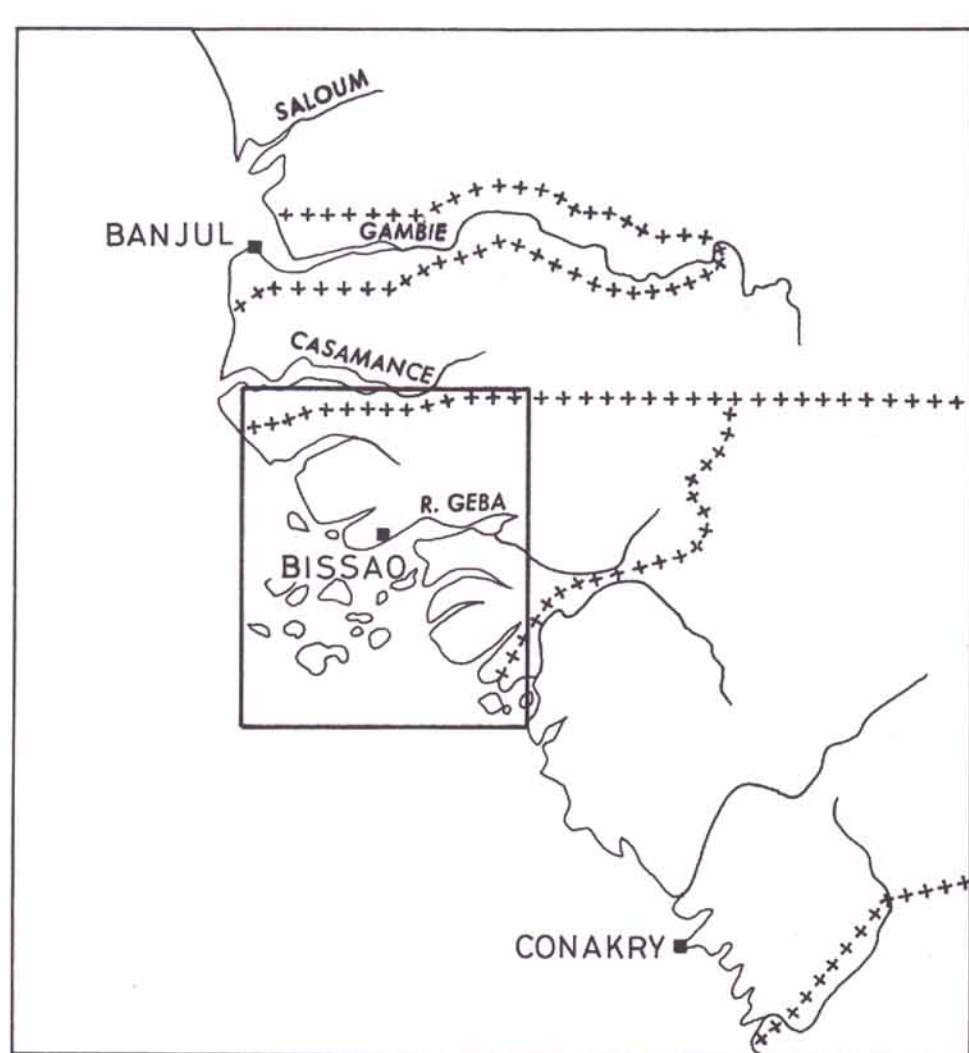 SALOUM
BANJUL
GAMBIE
CASAMANCE
R. GEBA
BISSAO
CONAKRY